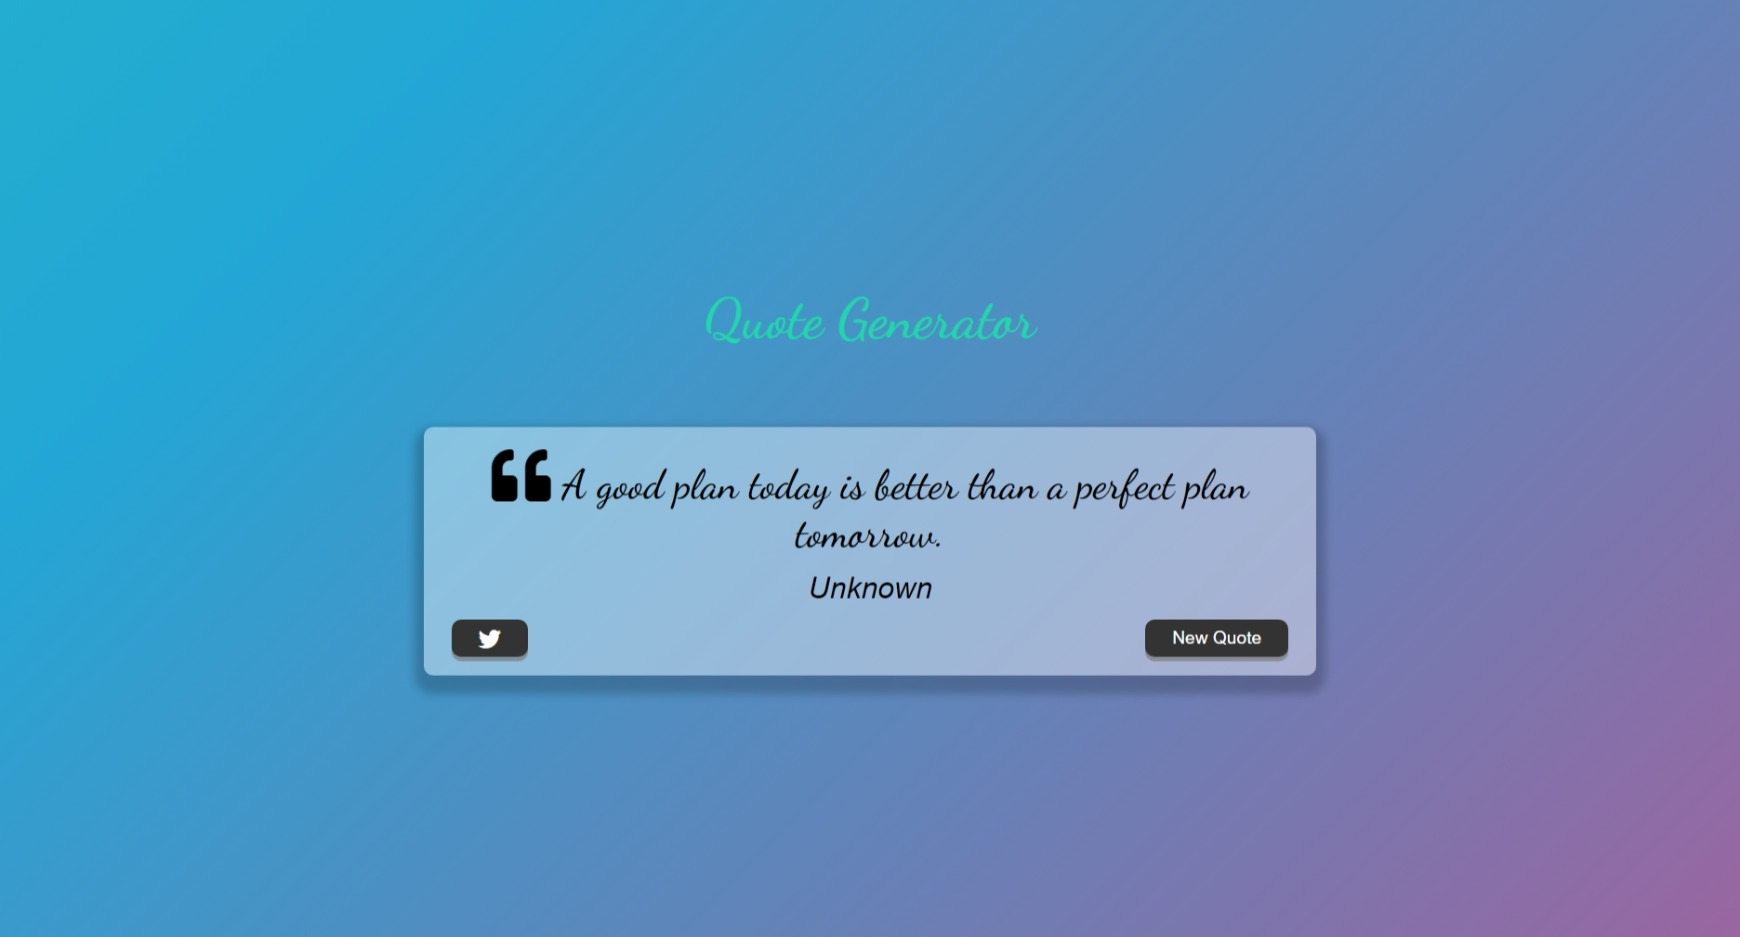 Quote Generator
A good plan today is better than a perfect plan
tomorrow.
Unknown
New Quote